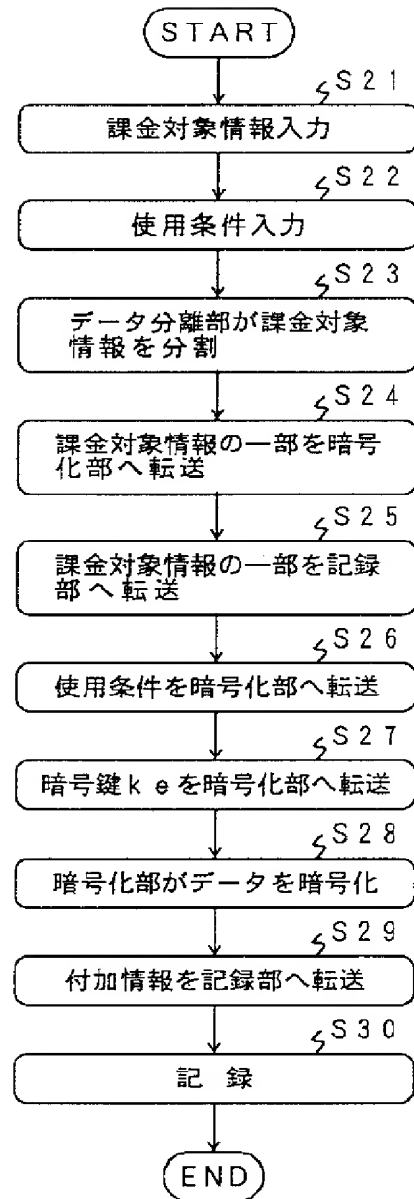 START
S21
課金対象情報入力
S22
使用条件入力
S23
データ分離部が課金対象
情報を分割
S24
課金対象情報の一部を暗号
化部へ転送
S25
課金対象情報の一部を記録
部へ転送
S26
使用条件を暗号化部へ転送
S27
暗号鍵keを暗号化部へ転送
S28
暗号化部がデータを暗号化
S29
付加情報を記録部へ転送
S30
記録
END